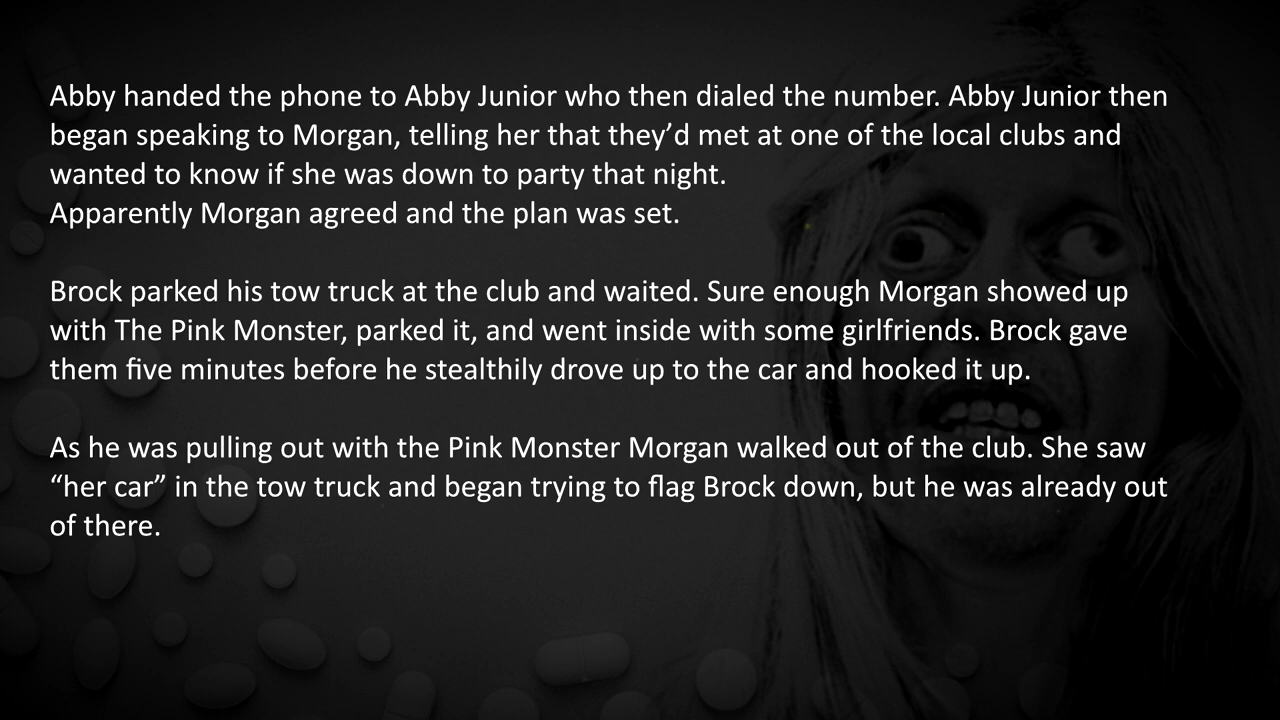 Abby handed the phone to Abby Junior who then dialed the number. Abby Junior then
began speaking to Morgan, telling her that they’d met at one of the local clubs and
wanted to know if she was down to party that night.
Apparently Morgan agreed and the plan was set.
Brock parked his tow truck at the club and waited. Sure enough Morgan showed up
with The Pink Monster, parked it, and went inside with some girlfriends. Brock gave
them five minutes before he stealthily drove up to the car and hooked it up.
As he was pulling out with the Pink Monster Morgan walked out of the club. She saw
“her car” in the tow truck and began trying to flag Brock down, but he was already out
of there.